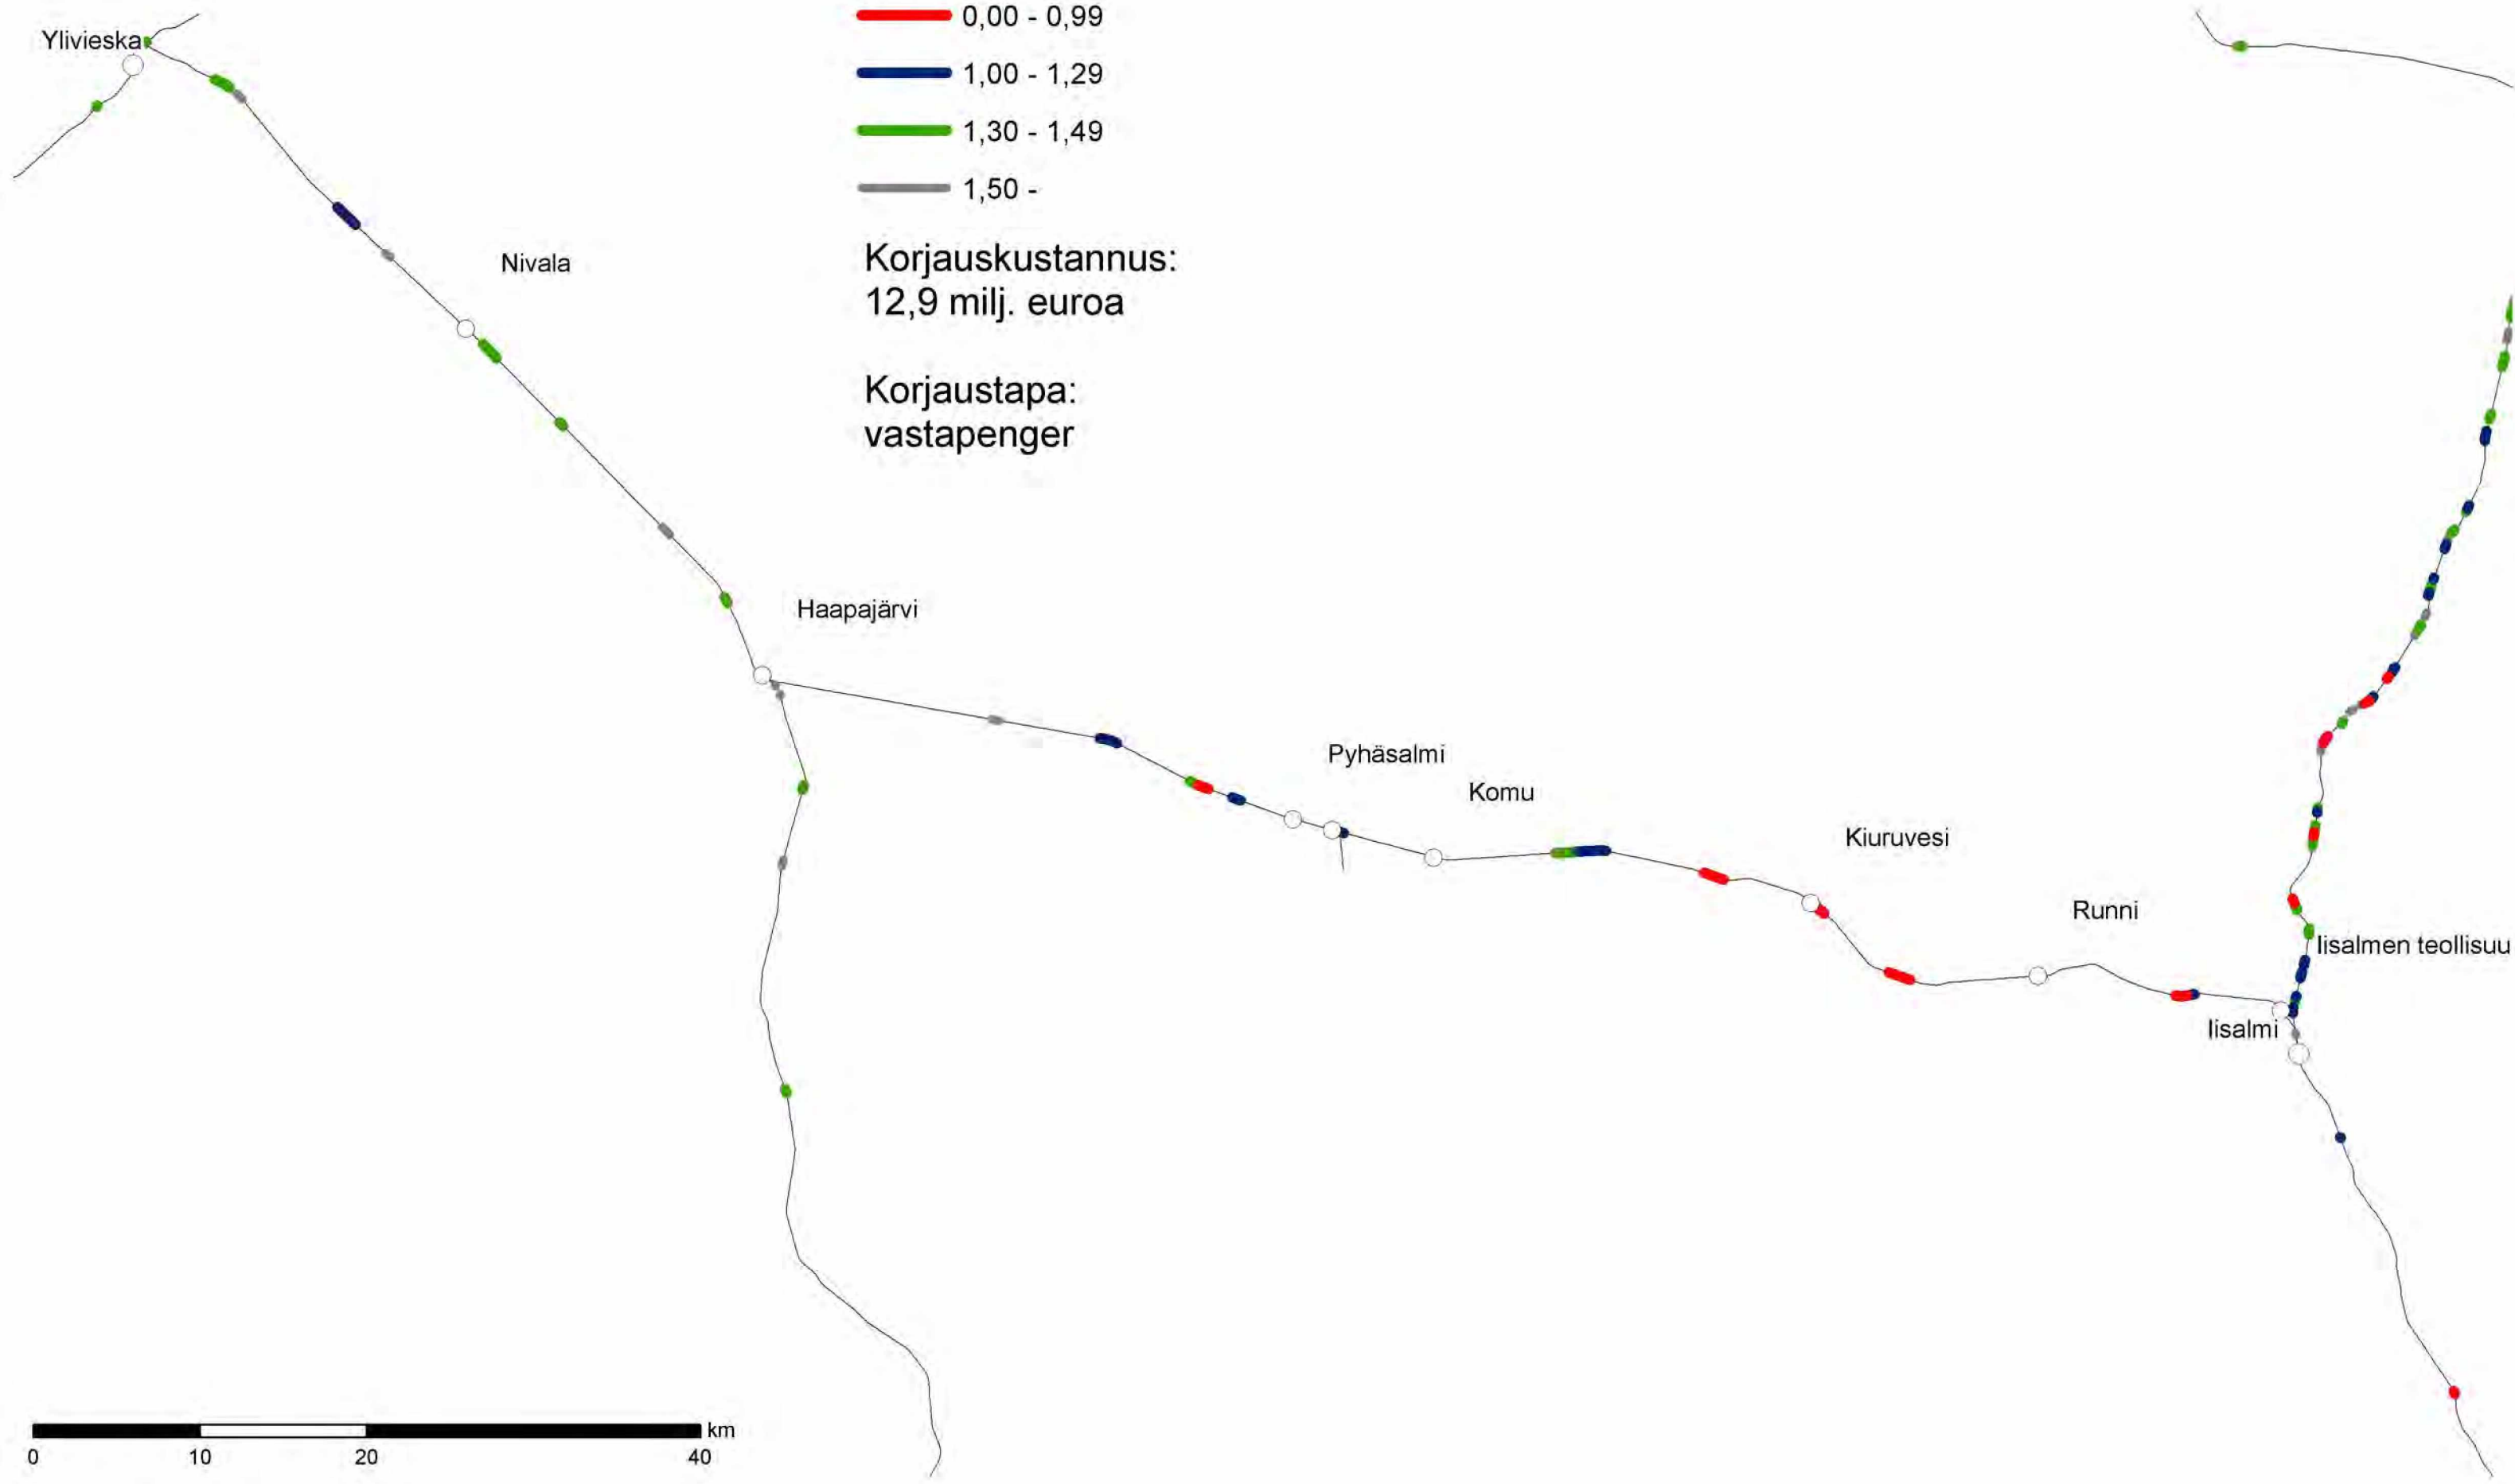 0,00 - 0,99
Ylivieska
1,00 - 1,29
1,30 - 1,49
1,50 -
Korjauskustannus:
12,9 milj. euroa
Nivala
Korjaustapa:
vastapenger
Haapajärvi
Pyhäsalmi
Komu
Kiuruvesi
Runni
Iisalmen teollisuu
Iisalmi
km
0 10 20 40